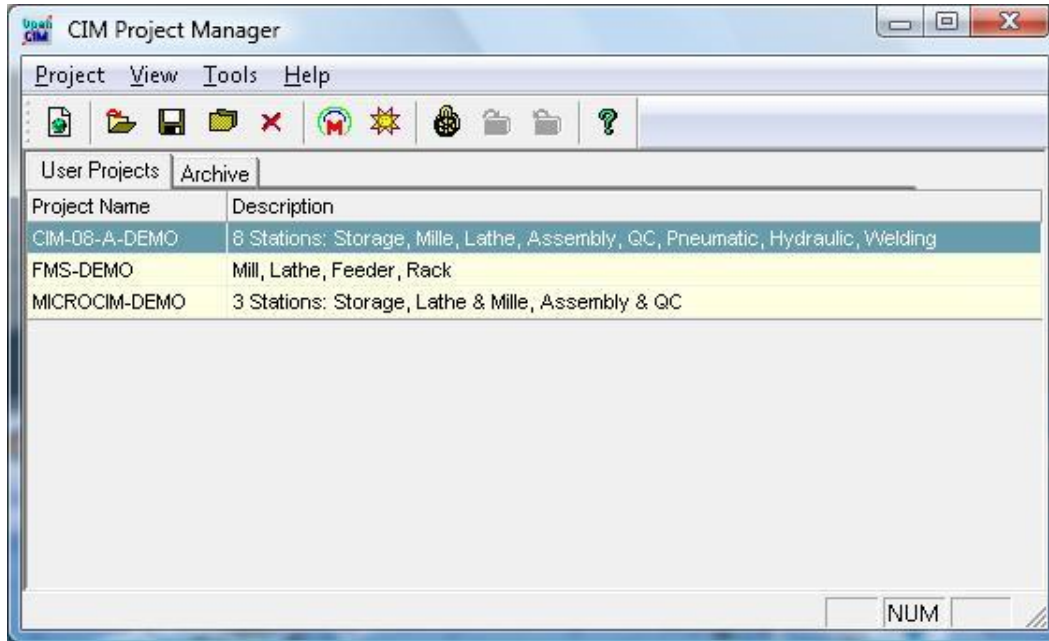 Open CIM CIM Project Manager
Project View Tools Help
M ?
User Projects Archive
Project Name Description
CIM-08-A-DEMO 8 Stations: Storage, Mille, Lathe, Assembly, QC, Pneumatic, Hydraulic, Welding
FMS-DEMO Mill, Lathe, Feeder, Rack
MICROCIM-DEMO 3 Stations: Storage, Lathe & Mille, Assembly & QC
NUM